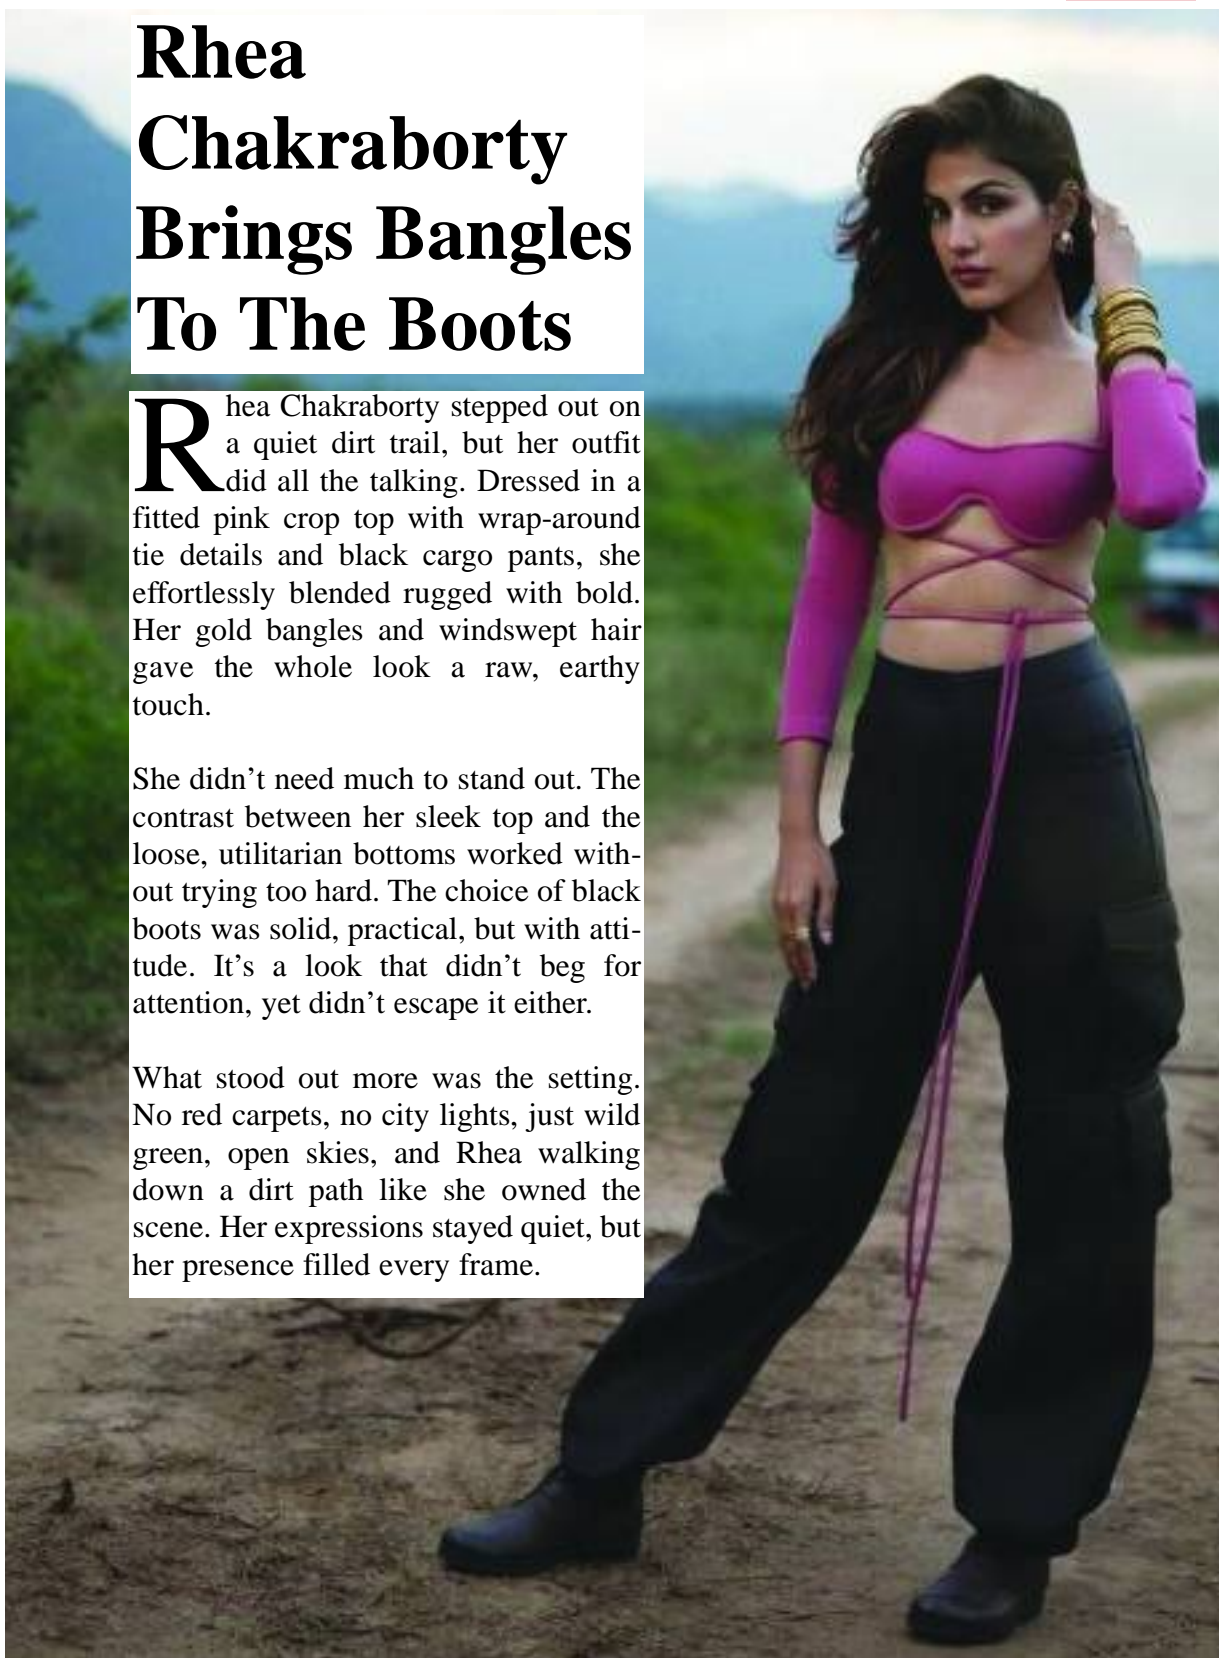 Rhea
Chakraborty
Brings Bangles
To The Boots
Rhea Chakraborty stepped out on
a quiet dirt trail, but her outfit
did all the talking. Dressed in a
fitted pink crop top with wrap-around
tie details and black cargo pants, she
effortlessly blended rugged with bold.
Her gold bangles and windswept hair
gave the whole look a raw, earthy
touch.
She didn’t need much to stand out. The
contrast between her sleek top and the
loose, utilitarian bottoms worked with-
out trying too hard. The choice of black
boots was solid, practical, but with atti-
tude. It’s a look that didn’t beg for
attention, yet didn’t escape it either.
What stood out more was the setting.
No red carpets, no city lights, just wild
green, open skies, and Rhea walking
down a dirt path like she owned the
scene. Her expressions stayed quiet, but
her presence filled every frame.